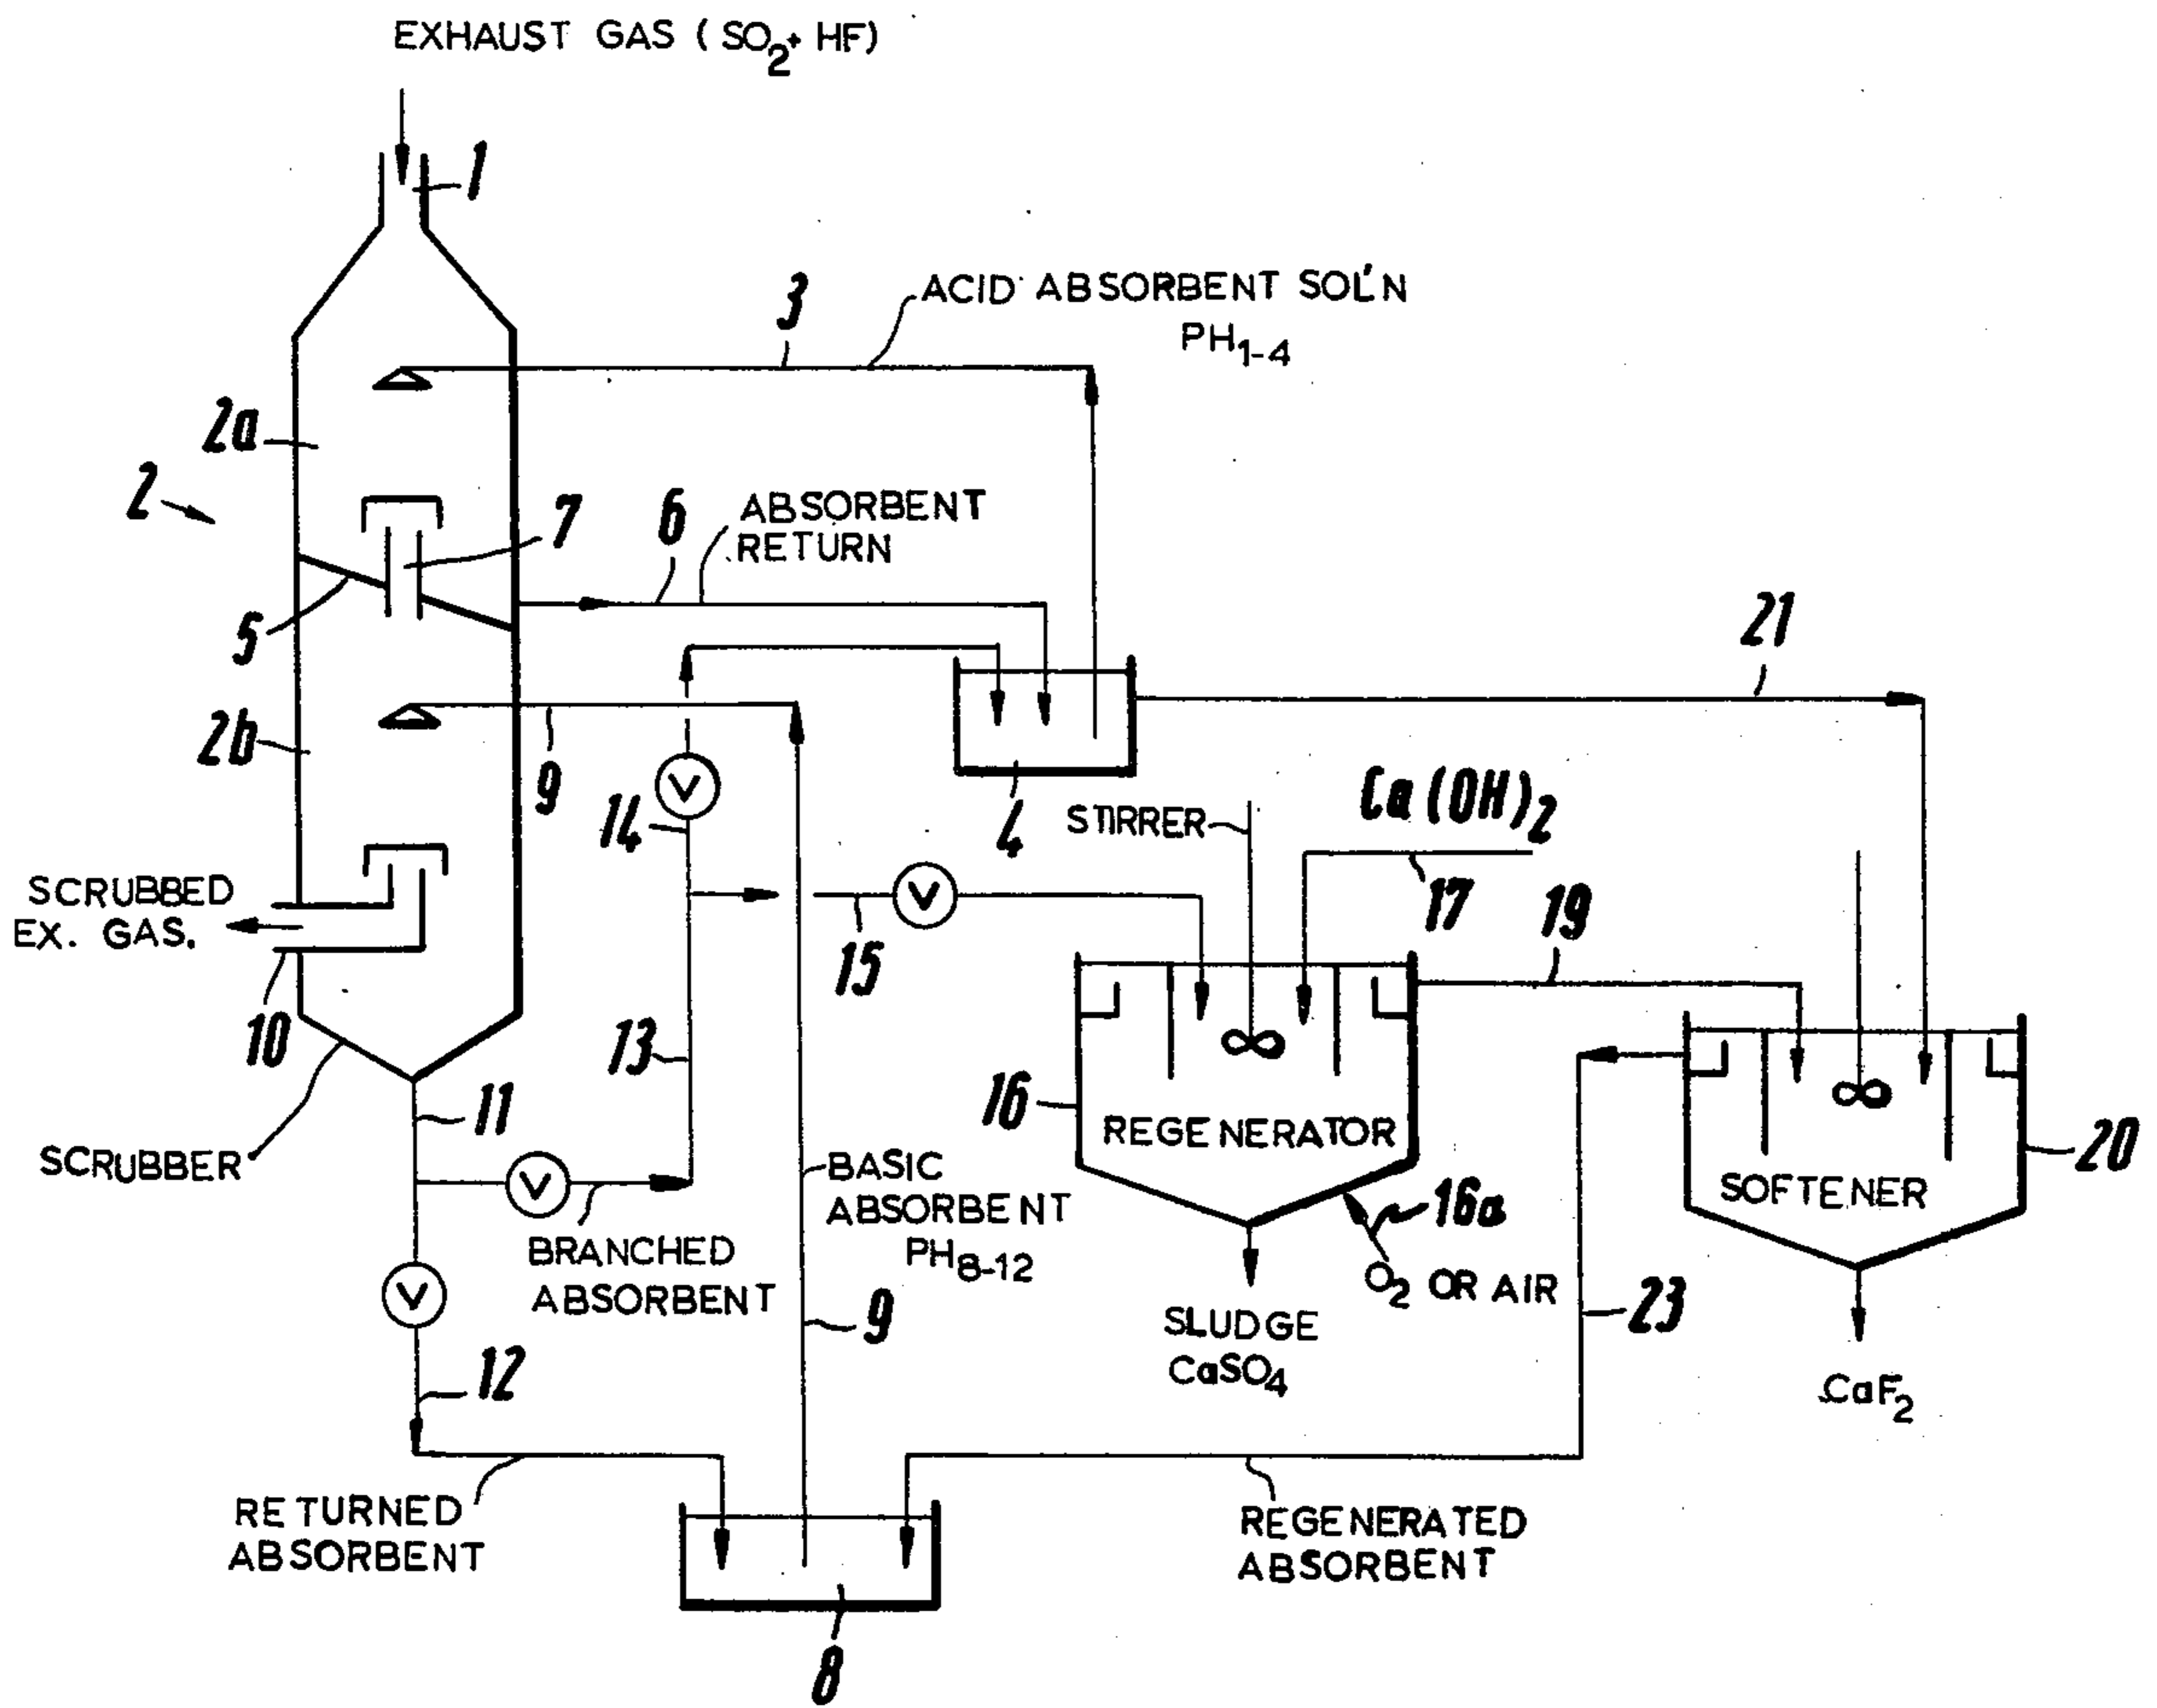 EXHAUST GAS (SO2+ HF)
1
3
ACID ABSORBENT SOL'N
PH1-4
2a
2
7
6
ABSORBENT
RETURN
5
21
2b
9
14
4
STIRRER
Ca(OH)2
SCRUBBED
EX. GAS.
15
17
19
10
13
11
16
REGENERATOR
20
SCRUBBER
BASIC
ABSORBENT
PH8-12
SOFTENER
16a
BRANCHED
ABSORBENT
O2 OR AIR
9
SLUDGE
CaSO4
23
12
CaF2
RETURNED
ABSORBENT
REGENERATED
ABSORBENT
8
V
V
V
V